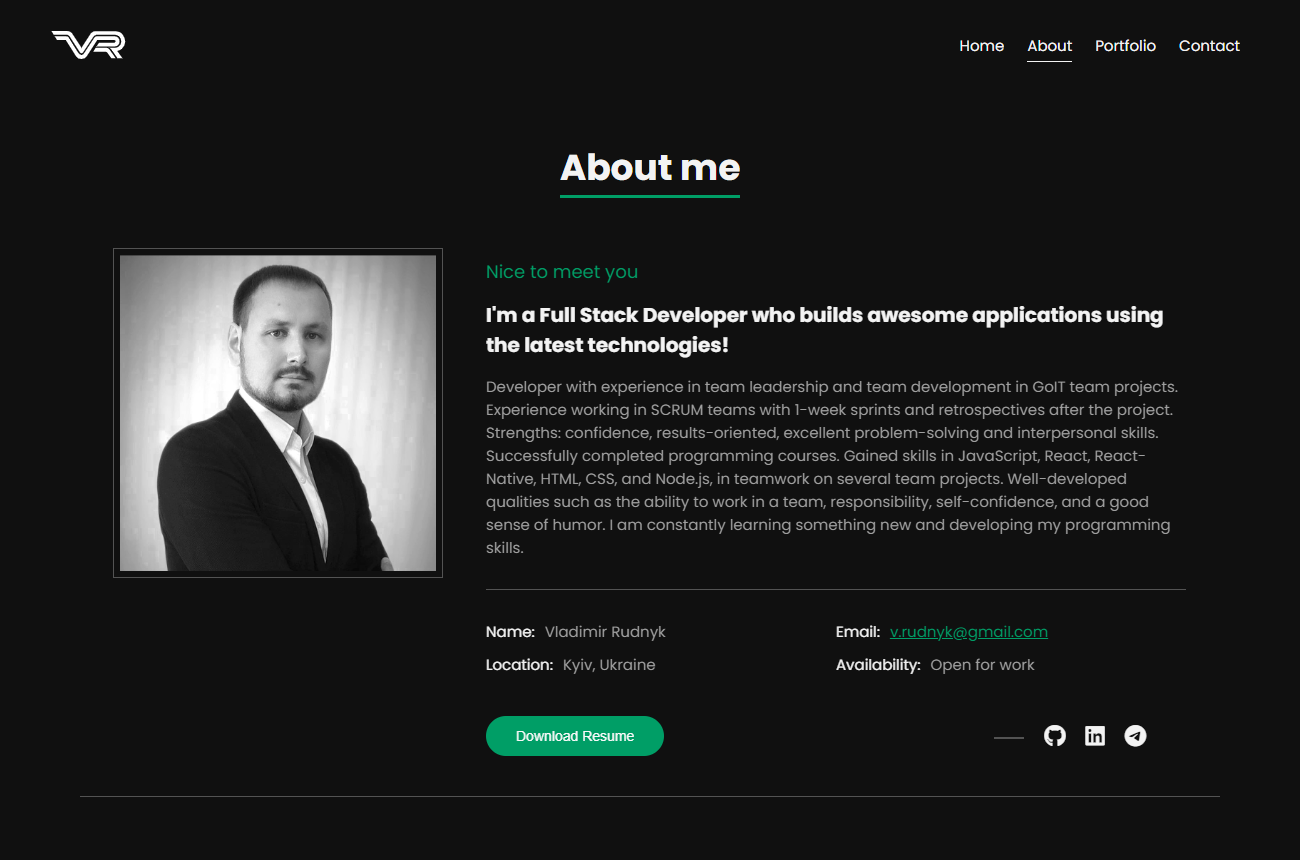 VR
Home About Portfolio Contact
About me
Nice to meet you
I'm a Full Stack Developer who builds awesome applications using
the latest technologies!
Developer with experience in team leadership and team development in GoIT team projects.
Experience working in SCRUM teams with 1-week sprints and retrospectives after the project.
Strengths: confidence, results-oriented, excellent problem-solving and interpersonal skills.
Successfully completed programming courses. Gained skills in JavaScript, React, React-
Native, HTML, CSS, and Node.js, in teamwork on several team projects. Well-developed
qualities such as the ability to work in a team, responsibility, self-confidence, and a good
sense of humor. I am constantly learning something new and developing my programming
skills.
Name: Vladimir Rudnyk
Email: v.rudnyk@gmail.com
Location: Kyiv, Ukraine
Availability: Open for work
Download Resume
in